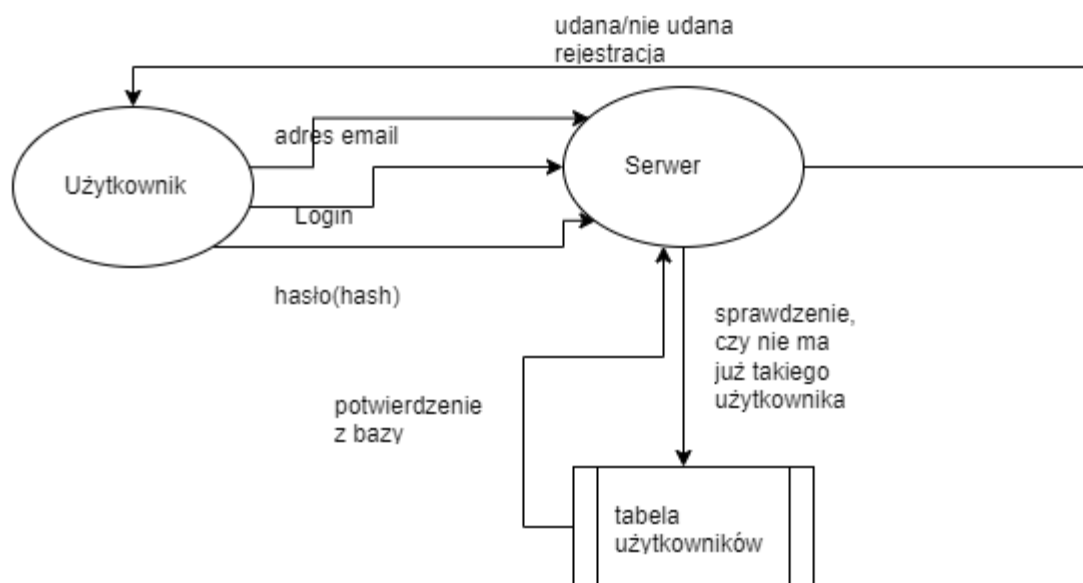 udana/nie udana
rejestracja
adres email
Użytkownik
Serwer
Login
hasło(hash)
sprawdzenie,
czy nie ma
już takiego
użytkownika
potwierdzenie
z bazy
tabela
użytkowników